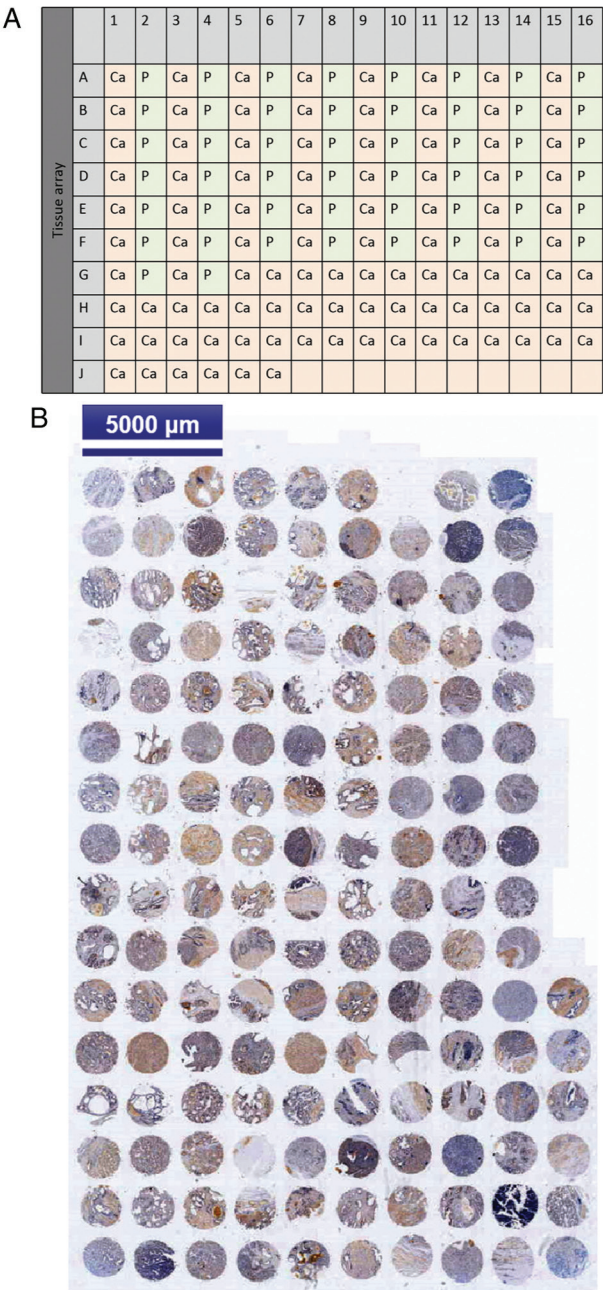 A
1 2 3 4 5 6 7 8 9 10 11 12 13 14 15 16
Tissue array
A Ca P Ca P Ca P Ca P Ca P Ca P Ca P Ca P
B Ca P Ca P Ca P Ca P Ca P Ca P Ca P Ca P
C Ca P Ca P Ca P Ca P Ca P Ca P Ca P Ca P
D Ca P Ca P Ca P Ca P Ca P Ca P Ca P Ca P
E Ca P Ca P Ca P Ca P Ca P Ca P Ca P Ca P
F Ca P Ca P Ca P Ca P Ca P Ca P Ca P Ca P
G Ca P Ca P Ca Ca Ca Ca Ca Ca Ca Ca Ca Ca Ca Ca
H Ca Ca Ca Ca Ca Ca Ca Ca Ca Ca Ca Ca Ca Ca Ca Ca
I Ca Ca Ca Ca Ca Ca Ca Ca Ca Ca Ca Ca Ca Ca Ca Ca
J Ca Ca Ca Ca Ca Ca
B
5000 µm